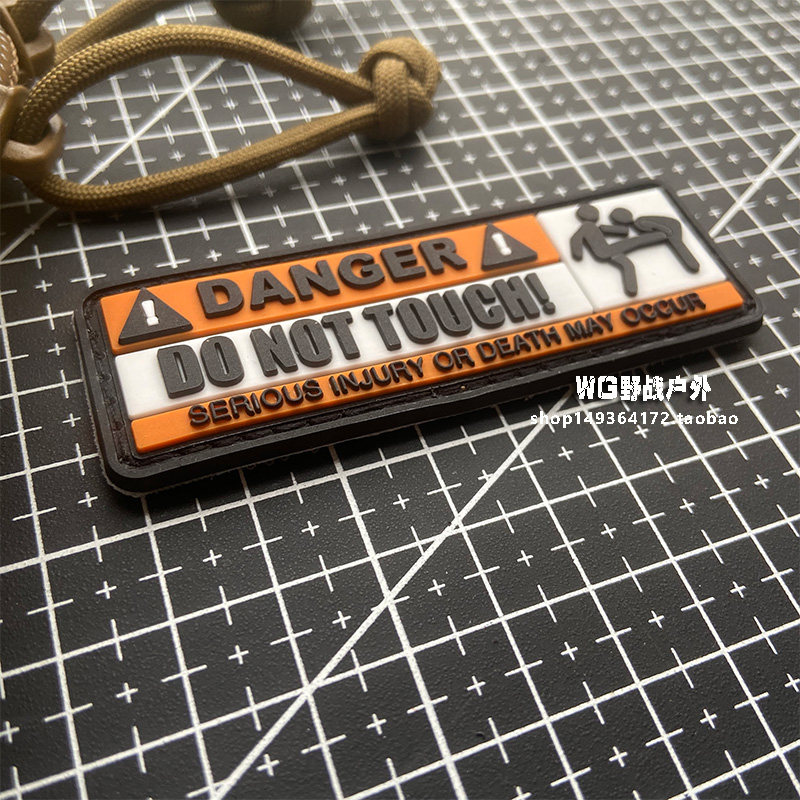 DANGER
DO NOT TOUCH!
SERIOUS INJURY OR DEATH MAY OCCUR
WG野战户外
shop149364172.taobao